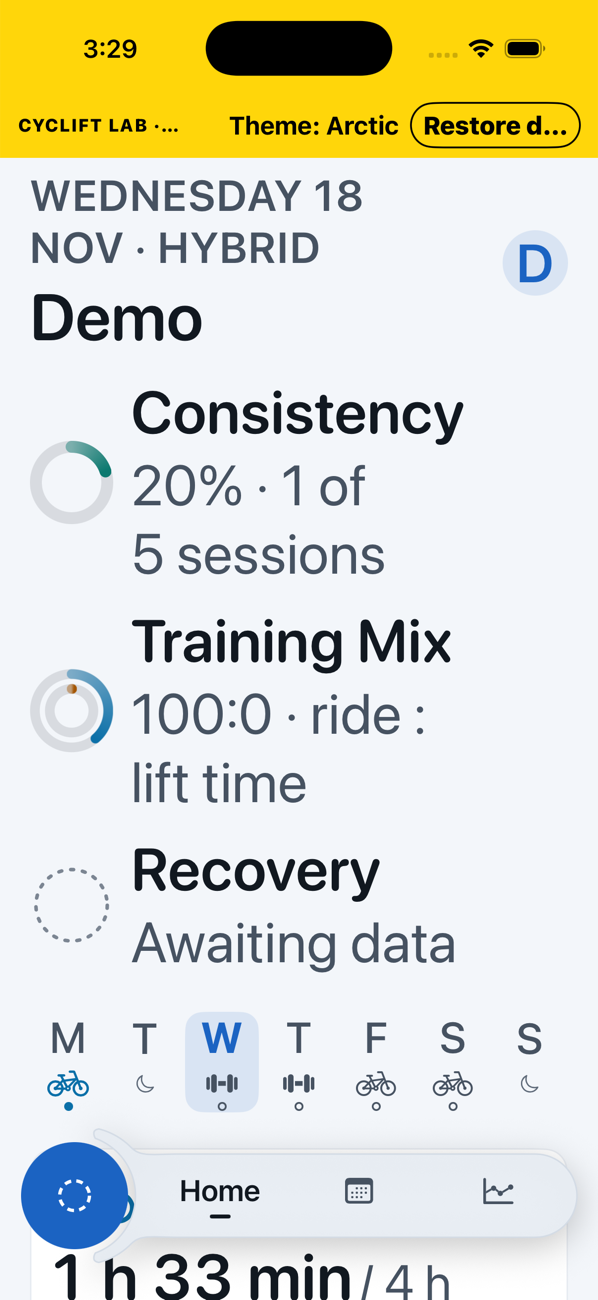 3:29
CYCLIFT LAB ·...
Theme: Arctic
Restore d...
WEDNESDAY 18
NOV · HYBRID
D
Demo
Consistency
20% · 1 of
5 sessions
Training Mix
100:0 · ride :
lift time
Recovery
Awaiting data
M T W T F S S
Home
1 h 33 min / 4 h